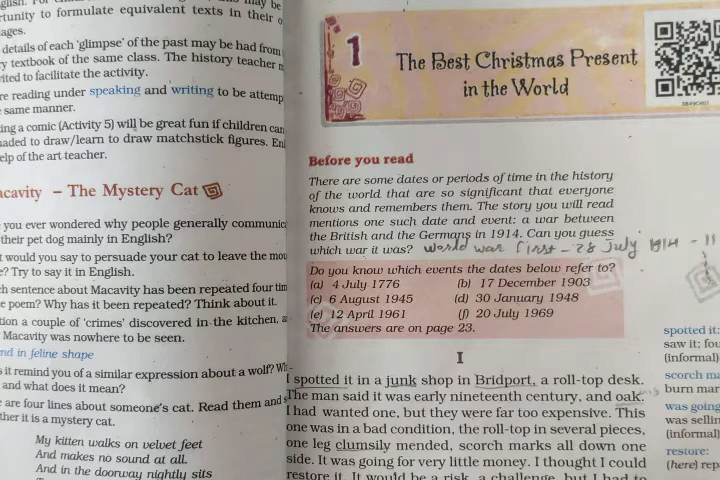 tunity to formulate equivalent texts in their
ages.
details of each 'glimpse' of the past may be had from
y textbook of the same class. The history teacher
ited to facilitate the activity.
re reading under speaking and writing to be attemp
same manner.
ing a comic (Activity 5) will be great fun if children can
aded to draw/learn to draw matchstick figures.
elp of the art teacher.
acavity – The Mystery Cat
you ever wondered why people generally communic
their pet dog mainly in English?
t would you say to persuade your cat to leave the mou
e? Try to say it in English.
ch sentence about Macavity has been repeated four tim
e poem? Why has it been repeated? Think about it.
tion a couple of 'crimes' discovered in the kitchen, a
Macavity was nowhere to be seen.
nd in feline shape
s it remind you of a similar expression about a wolf? Wh
and what does it mean?
e are four lines about someone's cat. Read them and s
ther it is a mystery cat.
My kitten walks on velvet feet
And makes no sound at all.
And in the doorway nightly sits
1
The Best Christmas Present
in the World
Before you read
There are some dates or periods of time in the history
of the world that are so significant that everyone
knows and remembers them. The story you will read
mentions one such date and event: a war between
the British and the Germans in 1914. Can you guess
which war it was? World war first - 28 July 1914 - 11
Do you know which events the dates below refer to?
(a) 4 July 1776 (b) 17 December 1903
(c) 6 August 1945 (d) 30 January 1948
(e) 12 April 1961 (f) 20 July 1969
The answers are on page 23.
I
I spotted it in a junk shop in Bridport, a roll-top desk.
The man said it was early nineteenth century, and oak.
I had wanted one, but they were far too expensive. This
one was in a bad condition, the roll-top in several pieces,
one leg clumsily mended, scorch marks all down one
side. It was going for very little money. I thought I could
restore it. It would be a risk, a challenge, but I had to
spotted it:
saw it; fou
(informal)
scorch ma
burn mar
was going
was sellin
(informal)
restore:
(here) rep